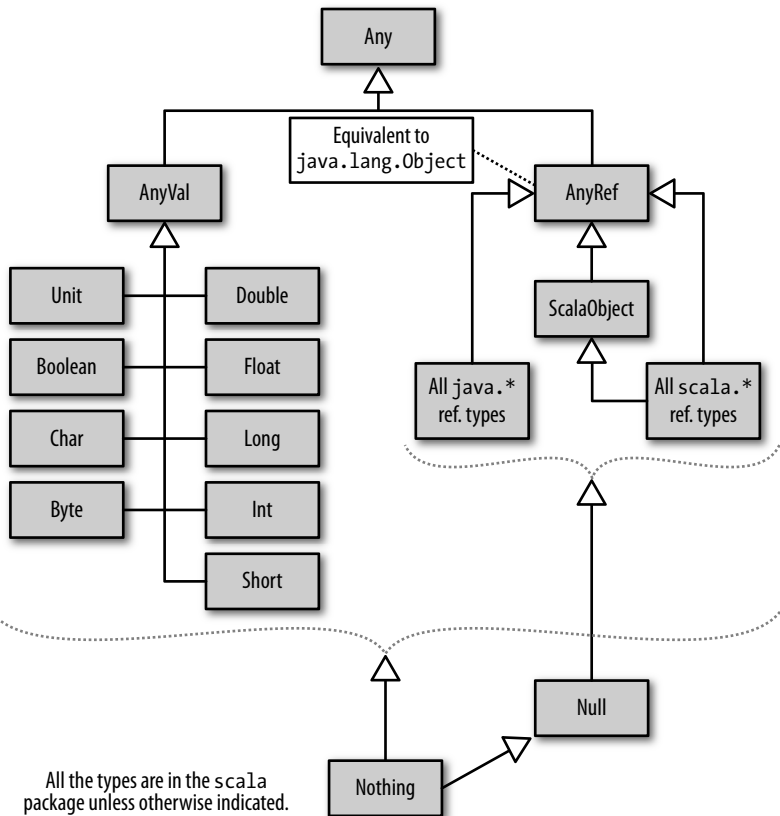 Any
Equivalent to
java.lang.Object
AnyVal
AnyRef
Unit
Double
ScalaObject
Boolean
Float
All java.*
ref. types
All scala.*
ref. types
Char
Long
Byte
Int
Short
Null
Nothing
All the types are in the scala
package unless otherwise indicated.